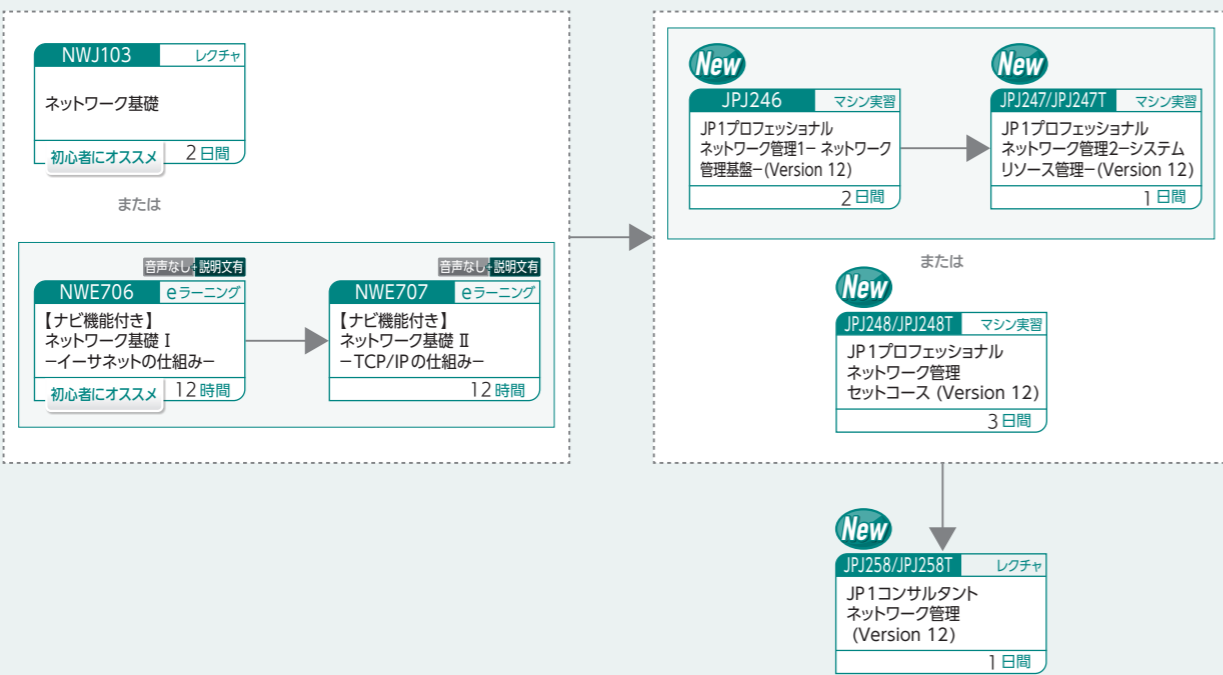 NWJ103 レクチャ
ネットワーク基礎
初心者にオススメ 2日間
または
音声なし+説明文有
NWE706 eラーニング
【ナビ機能付き】
ネットワーク基礎 Ⅰ
−イーサネットの仕組み−
初心者にオススメ 12時間
音声なし+説明文有
NWE707 eラーニング
【ナビ機能付き】
ネットワーク基礎 Ⅱ
−TCP/IPの仕組み−
12時間
New
JPJ246 マシン実習
JP1プロフェッショナル
ネットワーク管理1− ネットワーク
管理基盤−(Version 12)
2日間
New
JPJ247/JPJ247T マシン実習
JP1プロフェッショナル
ネットワーク管理2−システム
リソース管理−(Version 12)
1日間
または
New
JPJ248/JPJ248T マシン実習
JP1プロフェッショナル
ネットワーク管理
セットコース (Version 12)
3日間
New
JPJ258/JPJ258T レクチャ
JP1コンサルタント
ネットワーク管理
(Version 12)
1日間